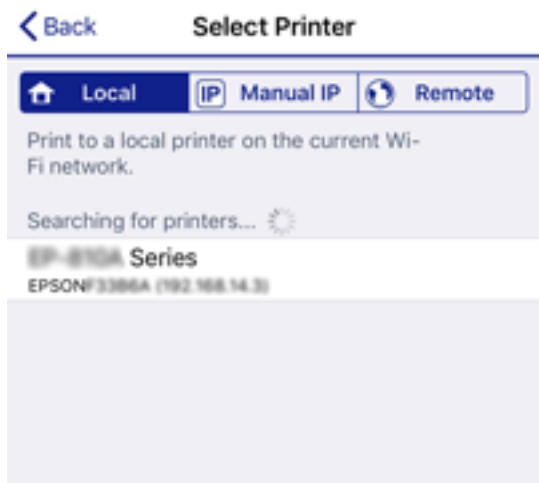 Back
Select Printer
Local
IP Manual IP
Remote
Print to a local printer on the current Wi-
Fi network.
Searching for printers...
Series
EPSON